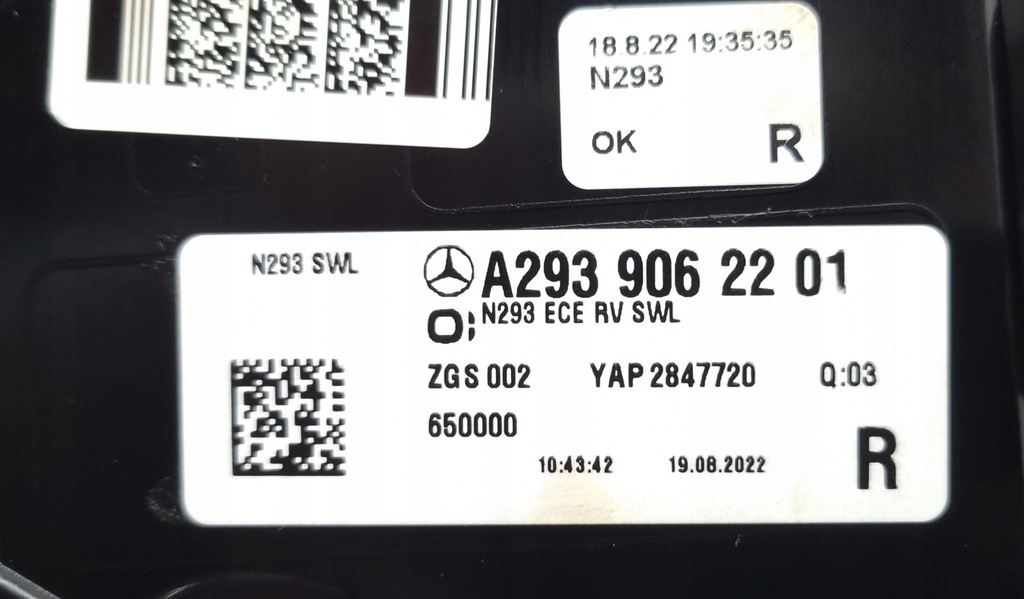 18.8.22 19:35:35
N293
OK R
N293 SWL
A293 906 22 01
N293 ECE RV SWL
ZGS 002 YAP 2847720 Q:03
650000
10:43:42 19.08.2022
R